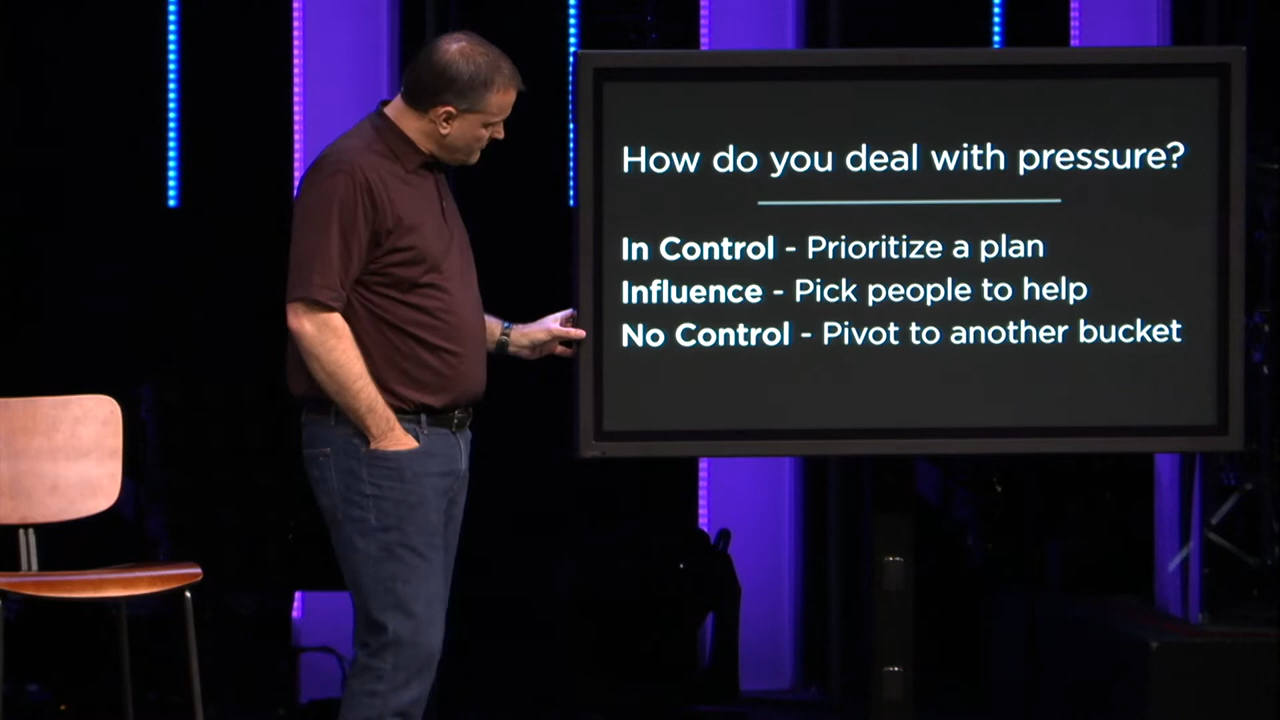 How do you deal with pressure?
In Control - Prioritize a plan
Influence - Pick people to help
No Control - Pivot to another bucket